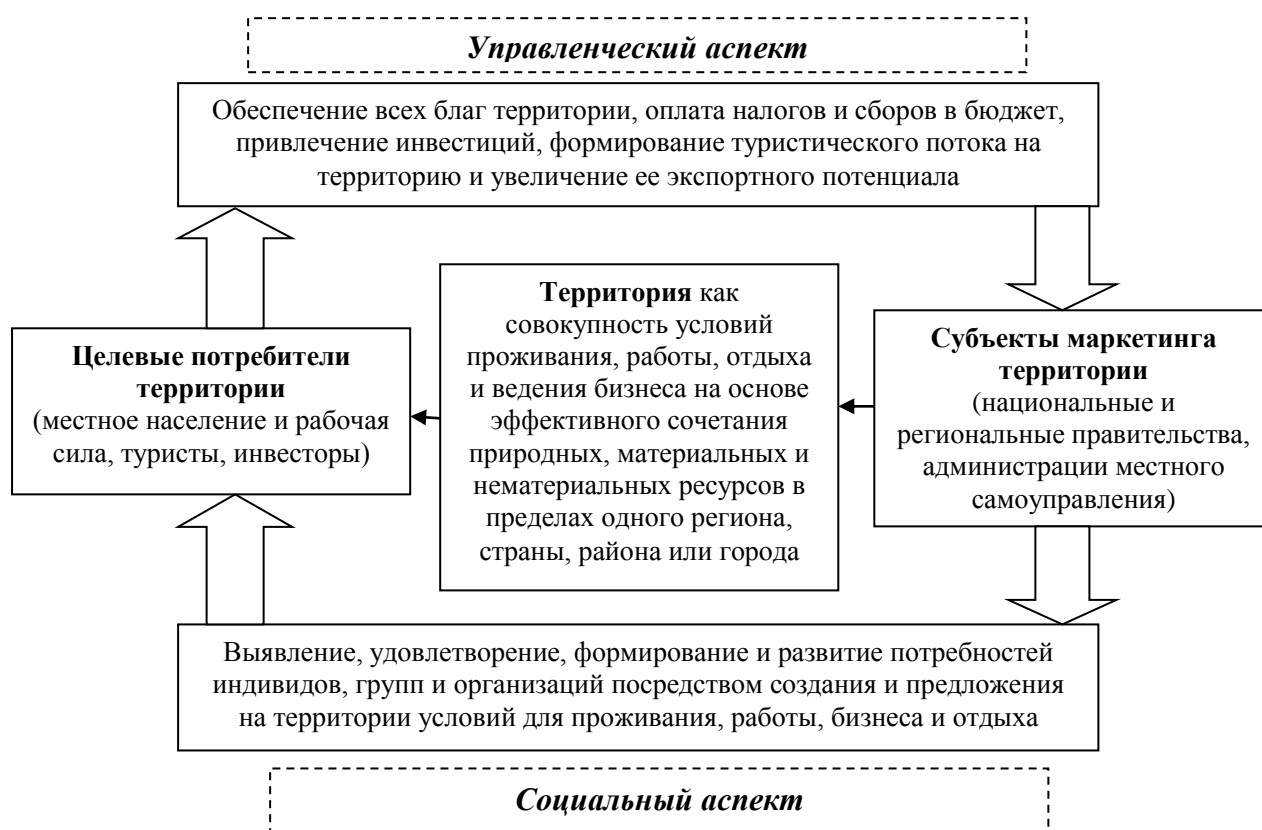 Управленческий аспект
Обеспечение всех благ территории, оплата налогов и сборов в бюджет,
привлечение инвестиций, формирование туристического потока на
территорию и увеличение ее экспортного потенциала
Целевые потребители
территории
(местное население и рабочая
сила, туристы, инвесторы)
Территория как
совокупность условий
проживания, работы, отдыха
и ведения бизнеса на основе
эффективного сочетания
природных, материальных и
нематериальных ресурсов в
пределах одного региона,
страны, района или города
Субъекты маркетинга
территории
(национальные и
региональные правительства,
администрации местного
самоуправления)
Выявление, удовлетворение, формирование и развитие потребностей
индивидов, групп и организаций посредством создания и предложения
на территории условий для проживания, работы, бизнеса и отдыха
Социальный аспект